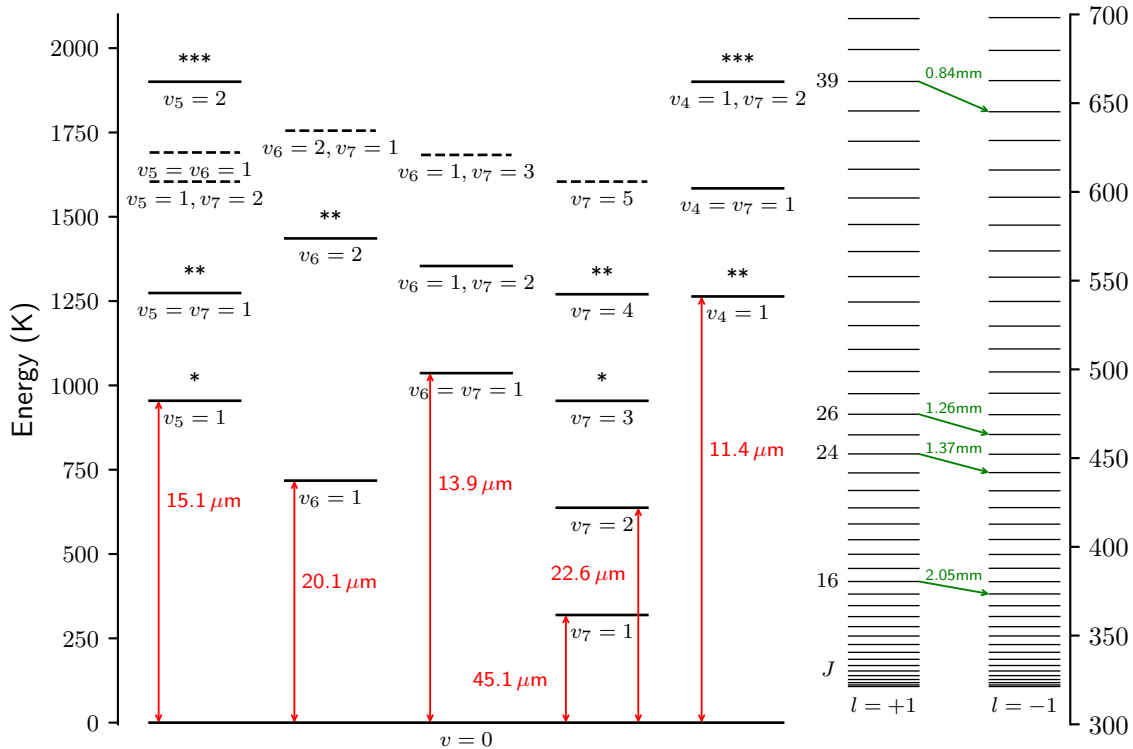 Energy (K)
2000
1750
1500
1250
1000
750
500
250
0
***
v₅ = 2
v₅ = v₆ = 1
v₅ = 1, v₇ = 2
**
v₅ = v₇ = 1
*
v₅ = 1
15.1 μm
v₆ = 2, v₇ = 1
**
v₆ = 2
v₆ = 1
20.1 μm
v₆ = 1, v₇ = 3
v₆ = 1, v₇ = 2
v₆ = v₇ = 1
13.9 μm
v₇ = 5
**
v₇ = 4
*
v₇ = 3
v₇ = 2
22.6 μm
v₇ = 1
45.1 μm
***
v₄ = 1, v₇ = 2
v₄ = v₇ = 1
**
v₄ = 1
11.4 μm
v = 0
39
26
24
16
J
0.84mm
1.26mm
1.37mm
2.05mm
l = +1
l = −1
700
650
600
550
500
450
400
350
300